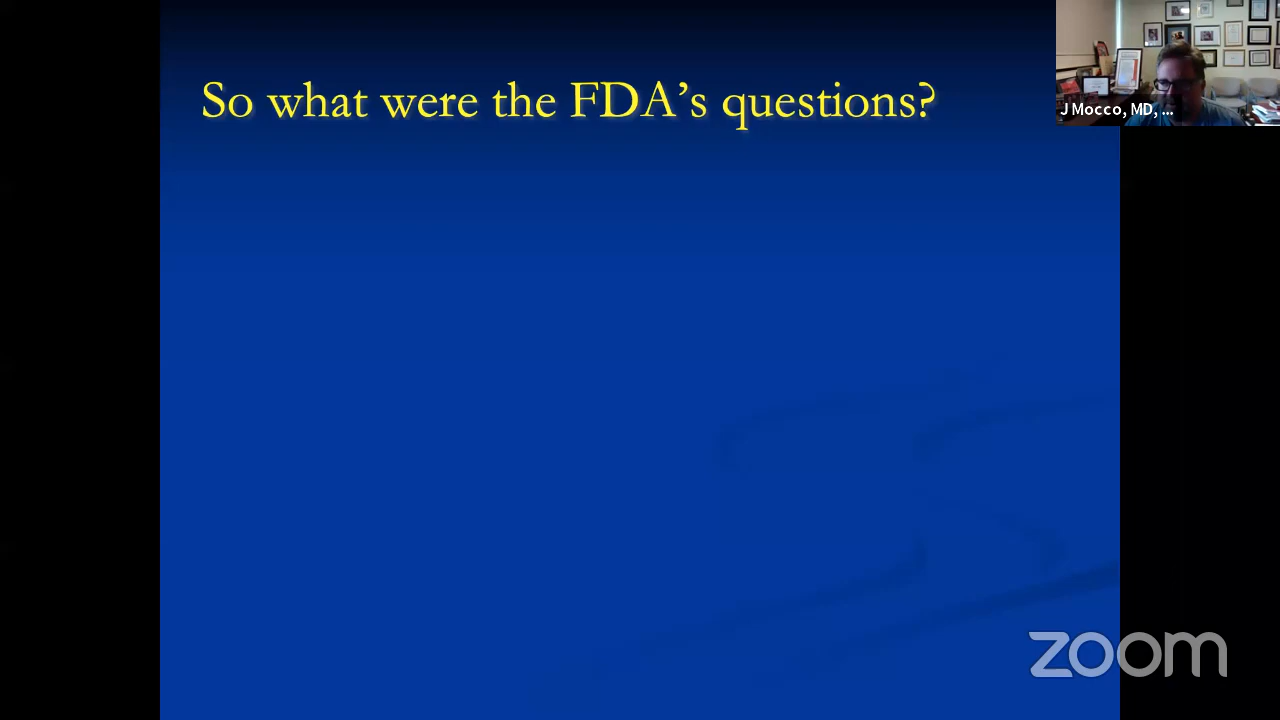 So what were the FDA's questions?
J Mocco, MD, ...
zoom